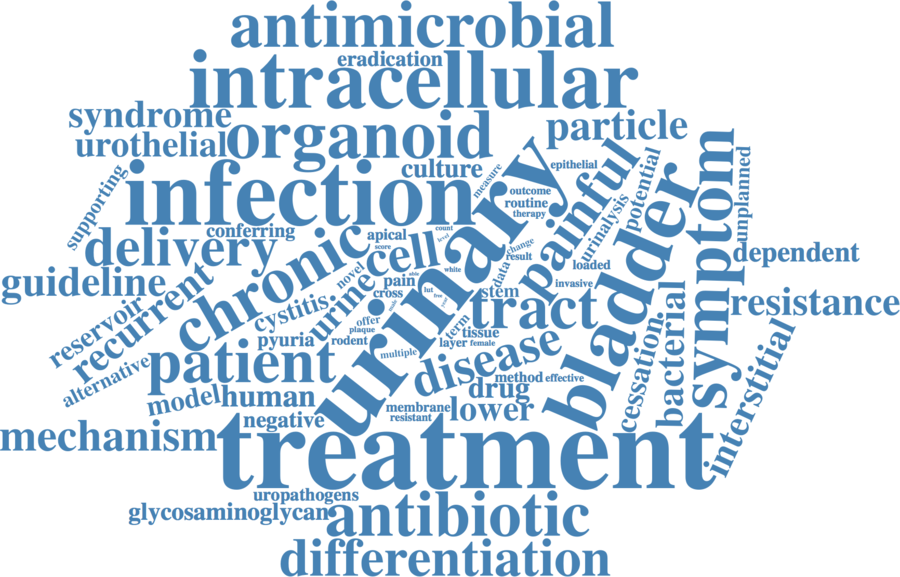 antimicrobial
eradication
intracellular
syndrome
organoid
particle
urothelial
culture
measure
epithelial
infection
urinary
painful
potential
symptom
unplanned
supporting
outcome
routine
therapy
urinalysis
bladder
conferring
apical
count
level
score
change
result
delivery
chronic
cell
data
loaded
dependent
guideline
recurrent
novel
pain
white
invasive
reservoir
cystitis
urine
cross
lut
free
stem
tract
resistance
offer
plaque
term
tissue
pyuria
rodent
layer
female
bacterial
cessation
interstitial
patient
multiple
disease
alternative
method
effective
model
human
drug
membrane
resistant
lower
negative
mechanism
treatment
uropathogens
glycosaminoglycan
antibiotic
differentiation